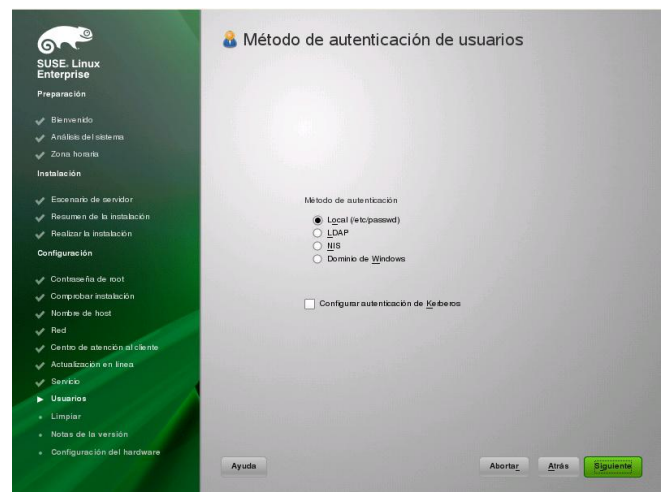 SUSE. Linux
Enterprise
Preparación
Bienvenido
Análisis del sistema
Zona horaria
Instalación
Escenario de servidor
Resumen de la instalación
Realizar la instalación
Configuración
Contraseña de root
Comprobar instalación
Nombre de host
Red
Centro de atención al cliente
Actualización en línea
Servicio
Usuarios
Limpiar
Notas de la versión
Configuración del hardware
Método de autenticación de usuarios
Método de autenticación
Local (/etc/passwd)
LDAP
NIS
Dominio de Windows
Configurar autenticación de Kerberos
Ayuda
Abortar
Atrás
Siguiente